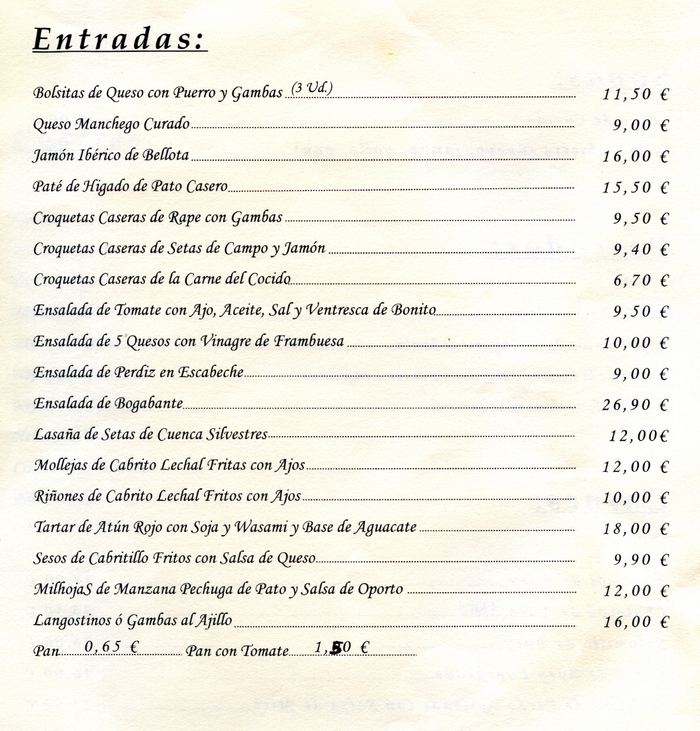 Entradas:
Bolsitas de Queso con Puerro y Gambas (3 Ud.) 11,50 €
Queso Manchego Curado 9,00 €
Jamón Ibérico de Bellota 16,00 €
Paté de Higado de Pato Casero 15,50 €
Croquetas Caseras de Rape con Gambas 9,50 €
Croquetas Caseras de Setas de Campo y Jamón 9,40 €
Croquetas Caseras de la Carne del Cocido 6,70 €
Ensalada de Tomate con Ajo, Aceite, Sal y Ventresca de Bonito 9,50 €
Ensalada de 5 Quesos con Vinagre de Frambuesa 10,00 €
Ensalada de Perdiz en Escabeche 9,00 €
Ensalada de Bogabante 26,90 €
Lasaña de Setas de Cuenca Silvestres 12,00€
Mollejas de Cabrito Lechal Fritas con Ajos 12,00 €
Riñones de Cabrito Lechal Fritos con Ajos 10,00 €
Tartar de Atún Rojo con Soja y Wasami y Base de Aguacate 18,00 €
Sesos de Cabritillo Fritos con Salsa de Queso 9,90 €
MilhojaS de Manzana Pechuga de Pato y Salsa de Oporto 12,00 €
Langostinos ó Gambas al Ajillo 16,00 €
Pan 0,65 € Pan con Tomate 1,50 €